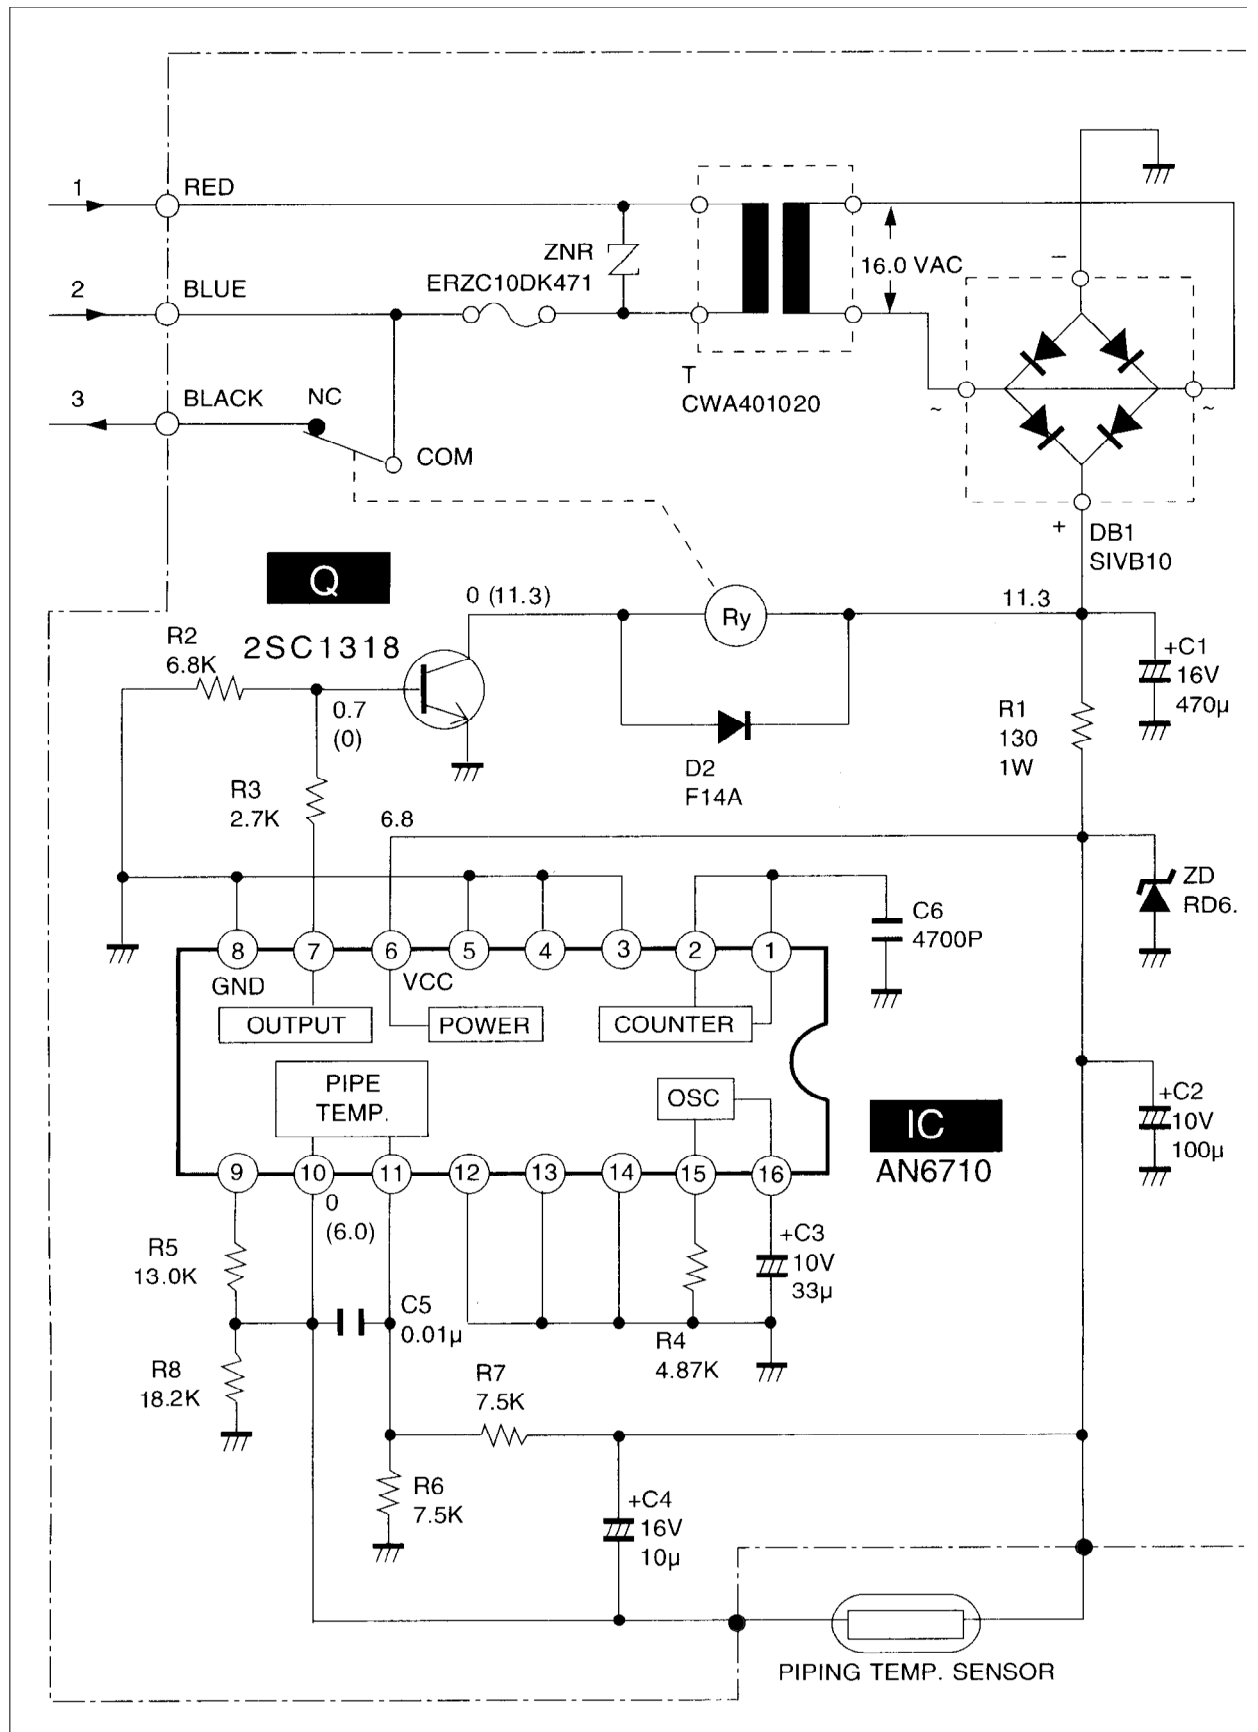 1
RED
ZNR
ERZC10DK471
16.0 VAC
−
2
BLUE
T
CWA401020
~
~
3
BLACK
NC
COM
+
DB1
SIVB10
Q
2SC1318
0 (11.3)
Ry
11.3
+C1
16V
470μ
R2
6.8K
0.7
(0)
R1
130
1W
D2
F14A
R3
2.7K
6.8
ZD
RD6.
C6
4700P
8
7
6
5
4
3
2
1
GND
VCC
OUTPUT
POWER
COUNTER
PIPE
TEMP.
OSC
IC
AN6710
+C2
10V
100μ
9
10
11
12
13
14
15
16
0
(6.0)
R5
13.0K
+C3
10V
33μ
C5
0.01μ
R4
4.87K
R8
18.2K
R7
7.5K
R6
7.5K
+C4
16V
10μ
PIPING TEMP. SENSOR